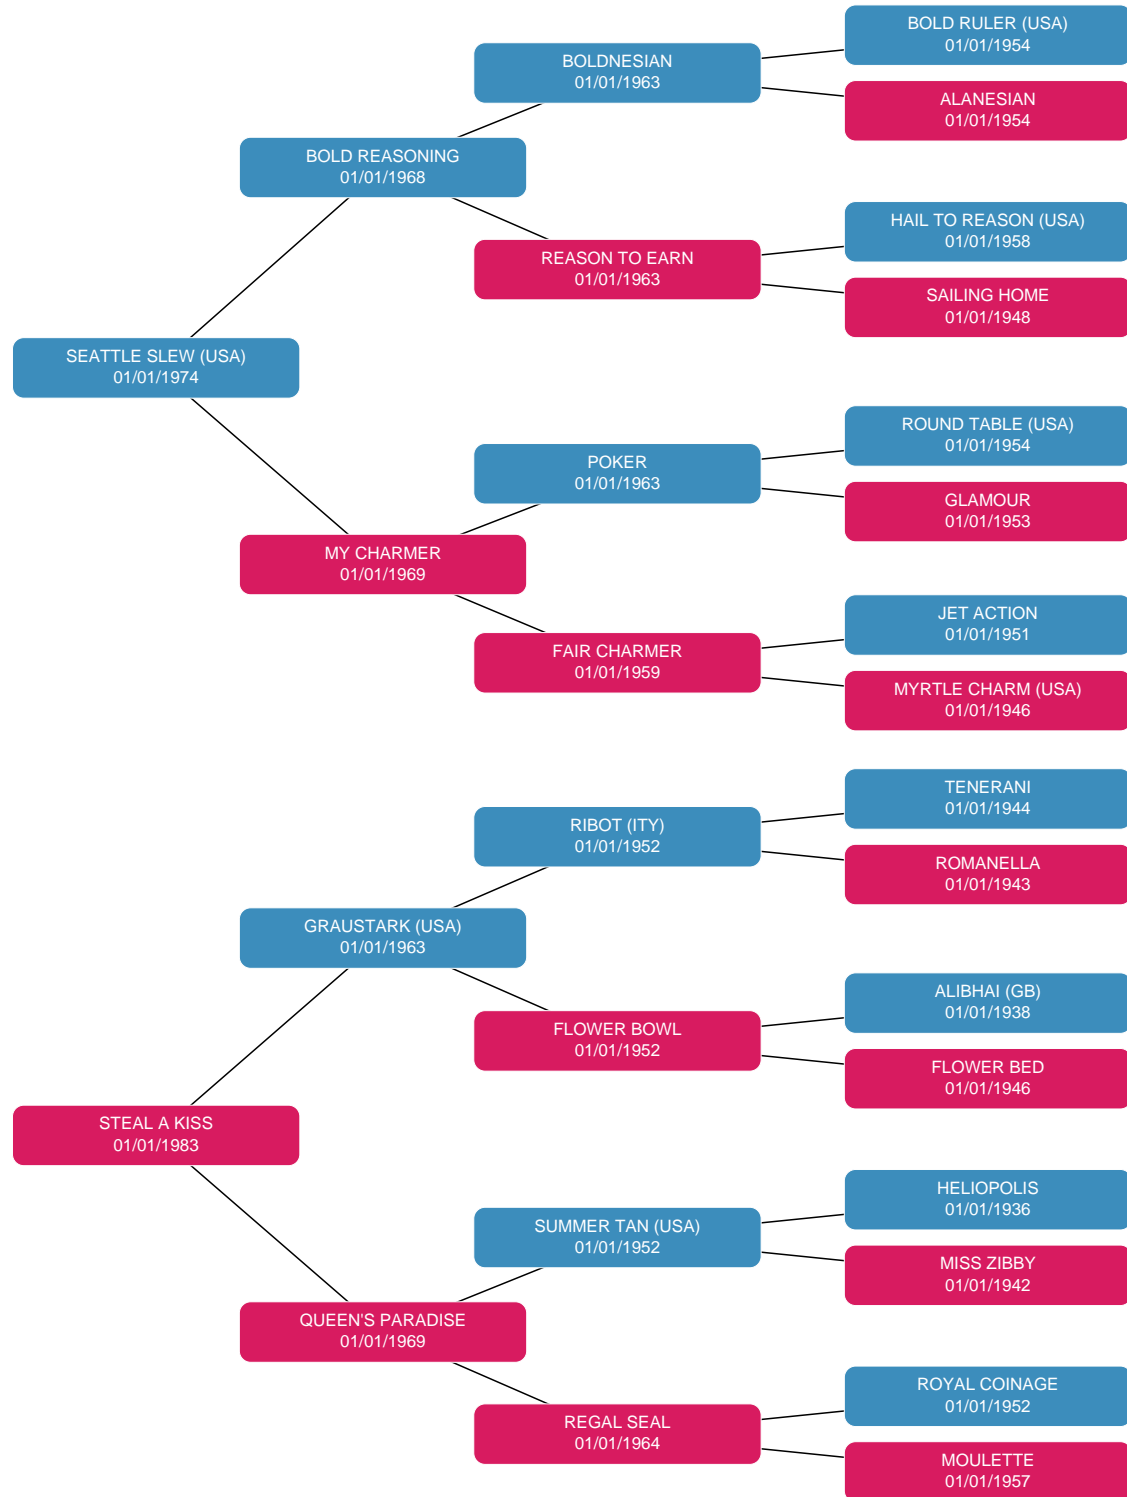 BOLD RULER (USA)
01/01/1954
BOLDNESIAN
01/01/1963
ALANESIAN
01/01/1954
BOLD REASONING
01/01/1968
HAIL TO REASON (USA)
01/01/1958
REASON TO EARN
01/01/1963
SAILING HOME
01/01/1948
SEATTLE SLEW (USA)
01/01/1974
ROUND TABLE (USA)
01/01/1954
POKER
01/01/1963
GLAMOUR
01/01/1953
MY CHARMER
01/01/1969
JET ACTION
01/01/1951
FAIR CHARMER
01/01/1959
MYRTLE CHARM (USA)
01/01/1946
TENERANI
01/01/1944
RIBOT (ITY)
01/01/1952
ROMANELLA
01/01/1943
GRAUSTARK (USA)
01/01/1963
ALIBHAI (GB)
01/01/1938
FLOWER BOWL
01/01/1952
FLOWER BED
01/01/1946
STEAL A KISS
01/01/1983
HELIOPOLIS
01/01/1936
SUMMER TAN (USA)
01/01/1952
MISS ZIBBY
01/01/1942
QUEEN'S PARADISE
01/01/1969
ROYAL COINAGE
01/01/1952
REGAL SEAL
01/01/1964
MOULETTE
01/01/1957